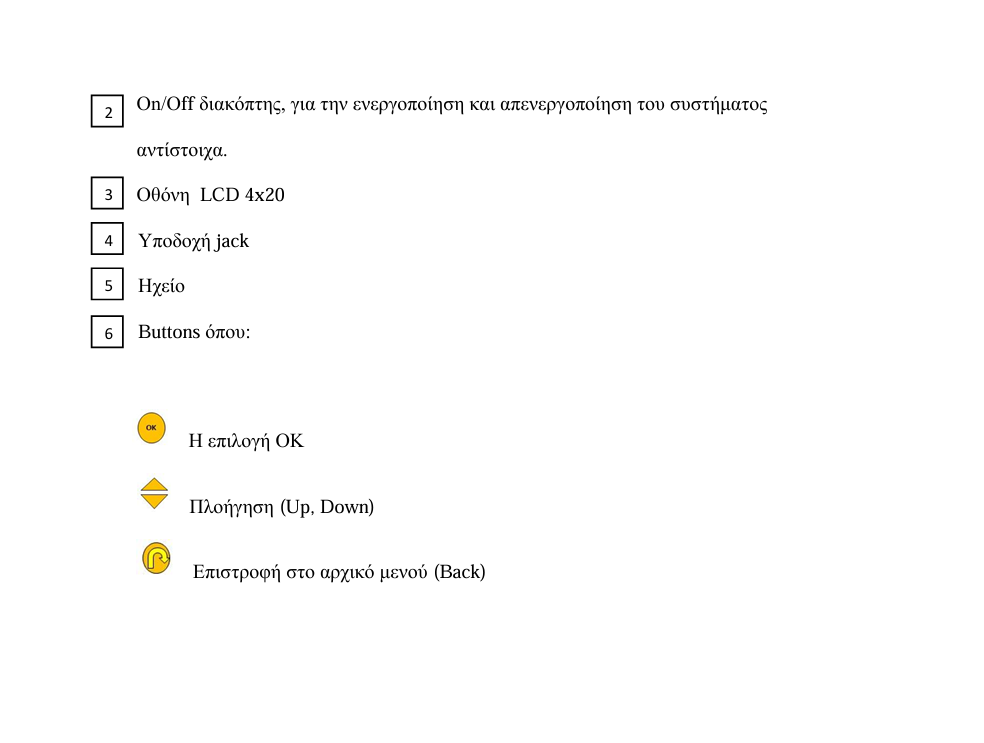 2 On/Off διακόπτης, για την ενεργοποίηση και απενεργοποίηση του συστήματος
αντίστοιχα.
3 Οθόνη LCD 4x20
4 Υποδοχή jack
5 Ηχείο
6 Buttons όπου:
OK Η επιλογή ΟΚ
Πλοήγηση (Up, Down)
Επιστροφή στο αρχικό μενού (Back)